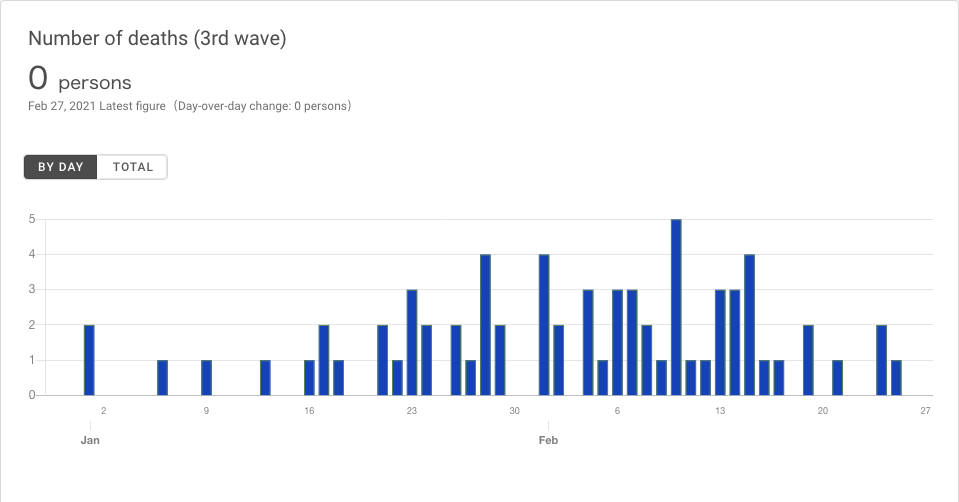 Number of deaths (3rd wave)
0 persons
Feb 27, 2021 Latest figure（Day-over-day change: 0 persons）
BY DAY TOTAL
5
4
3
2
1
0
2 9 16 23 30 6 13 20 27
Jan Feb